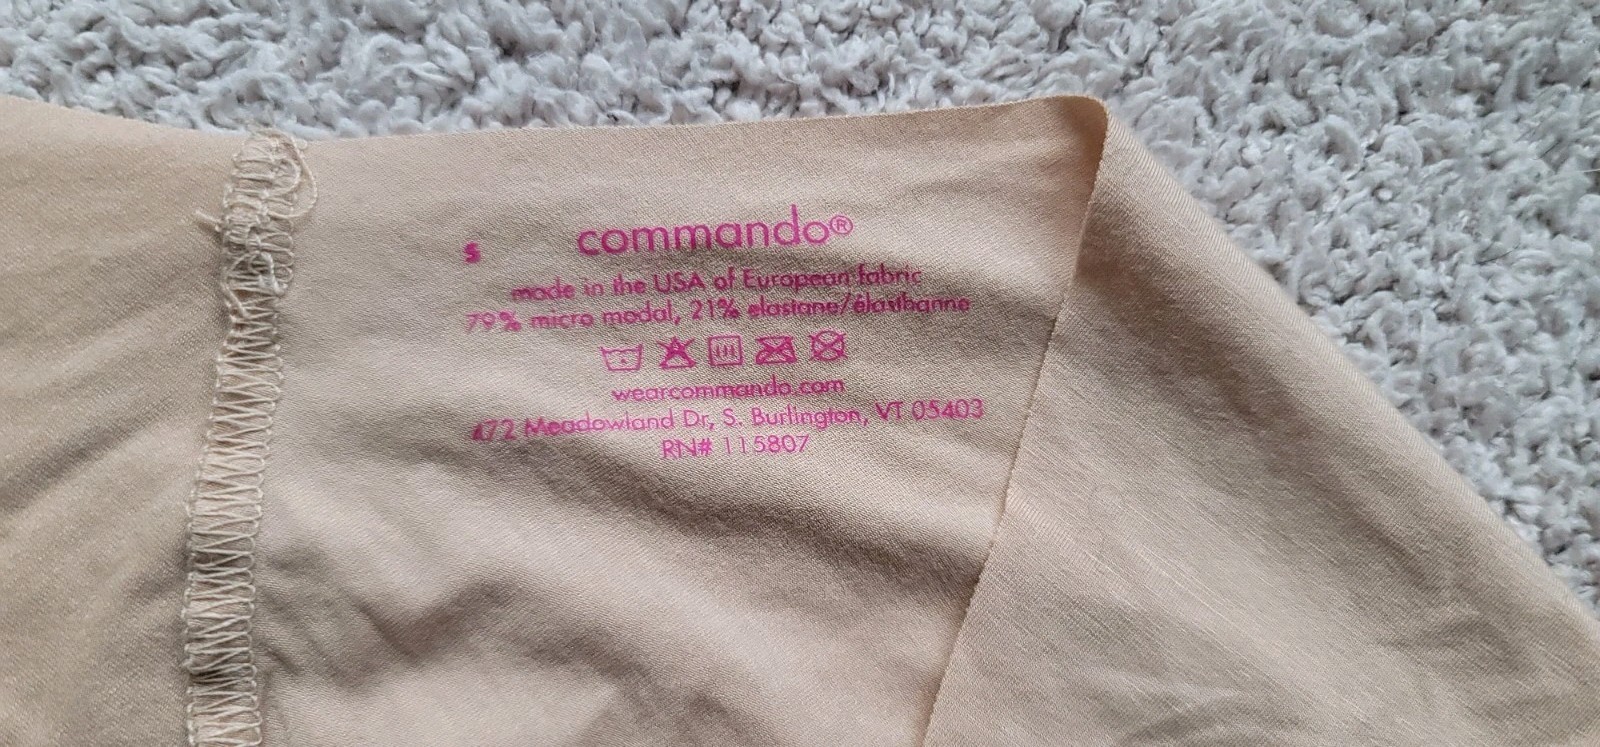 s
commando®
made in the USA of European fabric
79% micro modal, 21% elastane/élasthanne
wearcommando.com
472 Meadowland Dr, S. Burlington, VT 05403
RN# 115807